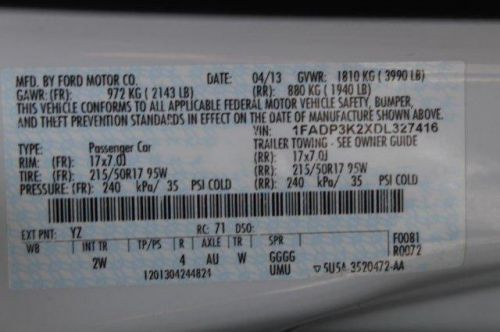 MFD. BY FORD MOTOR CO. DATE: 04/13 GVWR: 1810 KG ( 3990 LB)
GAWR: (FR): 972 KG ( 2143 LB) (RR): 880 KG ( 1940 LB)
THIS VEHICLE CONFORMS TO ALL APPLICABLE FEDERAL MOTOR VEHICLE SAFETY, BUMPER,
AND THEFT PREVENTION STANDARDS IN EFFECT ON THE DATE OF MANUFACTURE SHOWN ABOVE.
VIN: 1FADP3K2XDL327416
TYPE: Passenger Car TRAILER TOWING - SEE OWNER GUIDE
RIM: (FR): 17x7.0J (RR): 17x7.0J
TIRE: (FR): 215/50R17 95W (RR): 215/50R17 95W
PRESSURE: (FR): 240 kPa/ 35 PSI COLD (RR): 240 kPa/ 35 PSI COLD
EXT PNT: YZ RC: 71 DSO: F0081
WB INT TR TP/PS R AXLE TR SPR R0072
2W 4 AU W GGGG
1201304244824 UMU ▽5U5A-3520472-AA